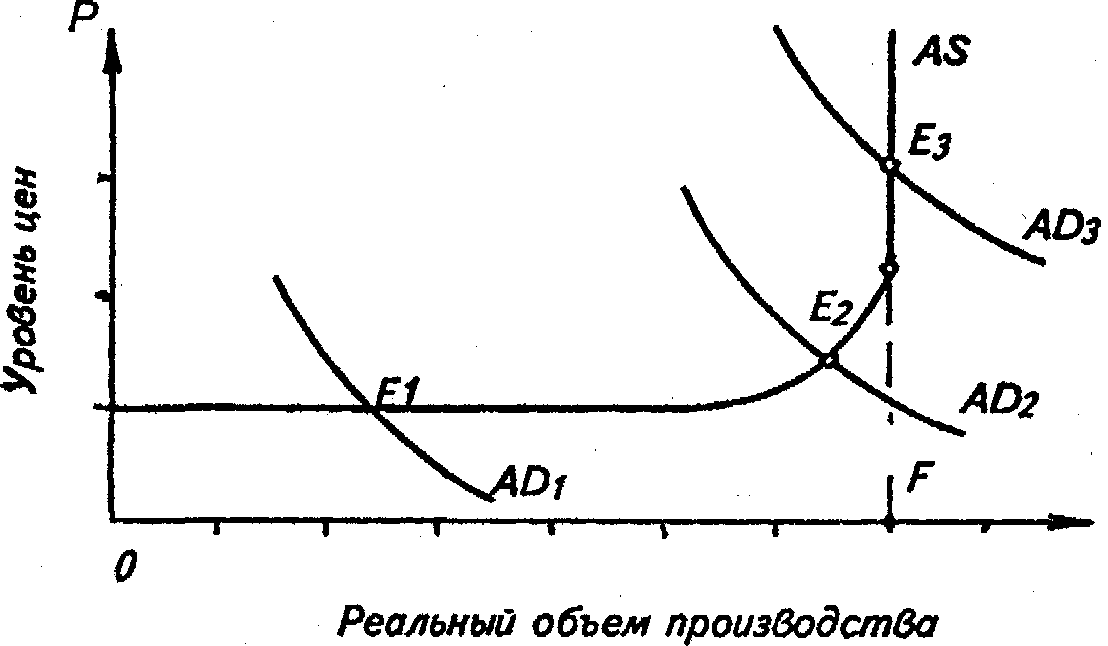 P
AS
E3
AD3
Уровень цен
E2
E1
AD2
AD1
F
0
Реальный объем производства